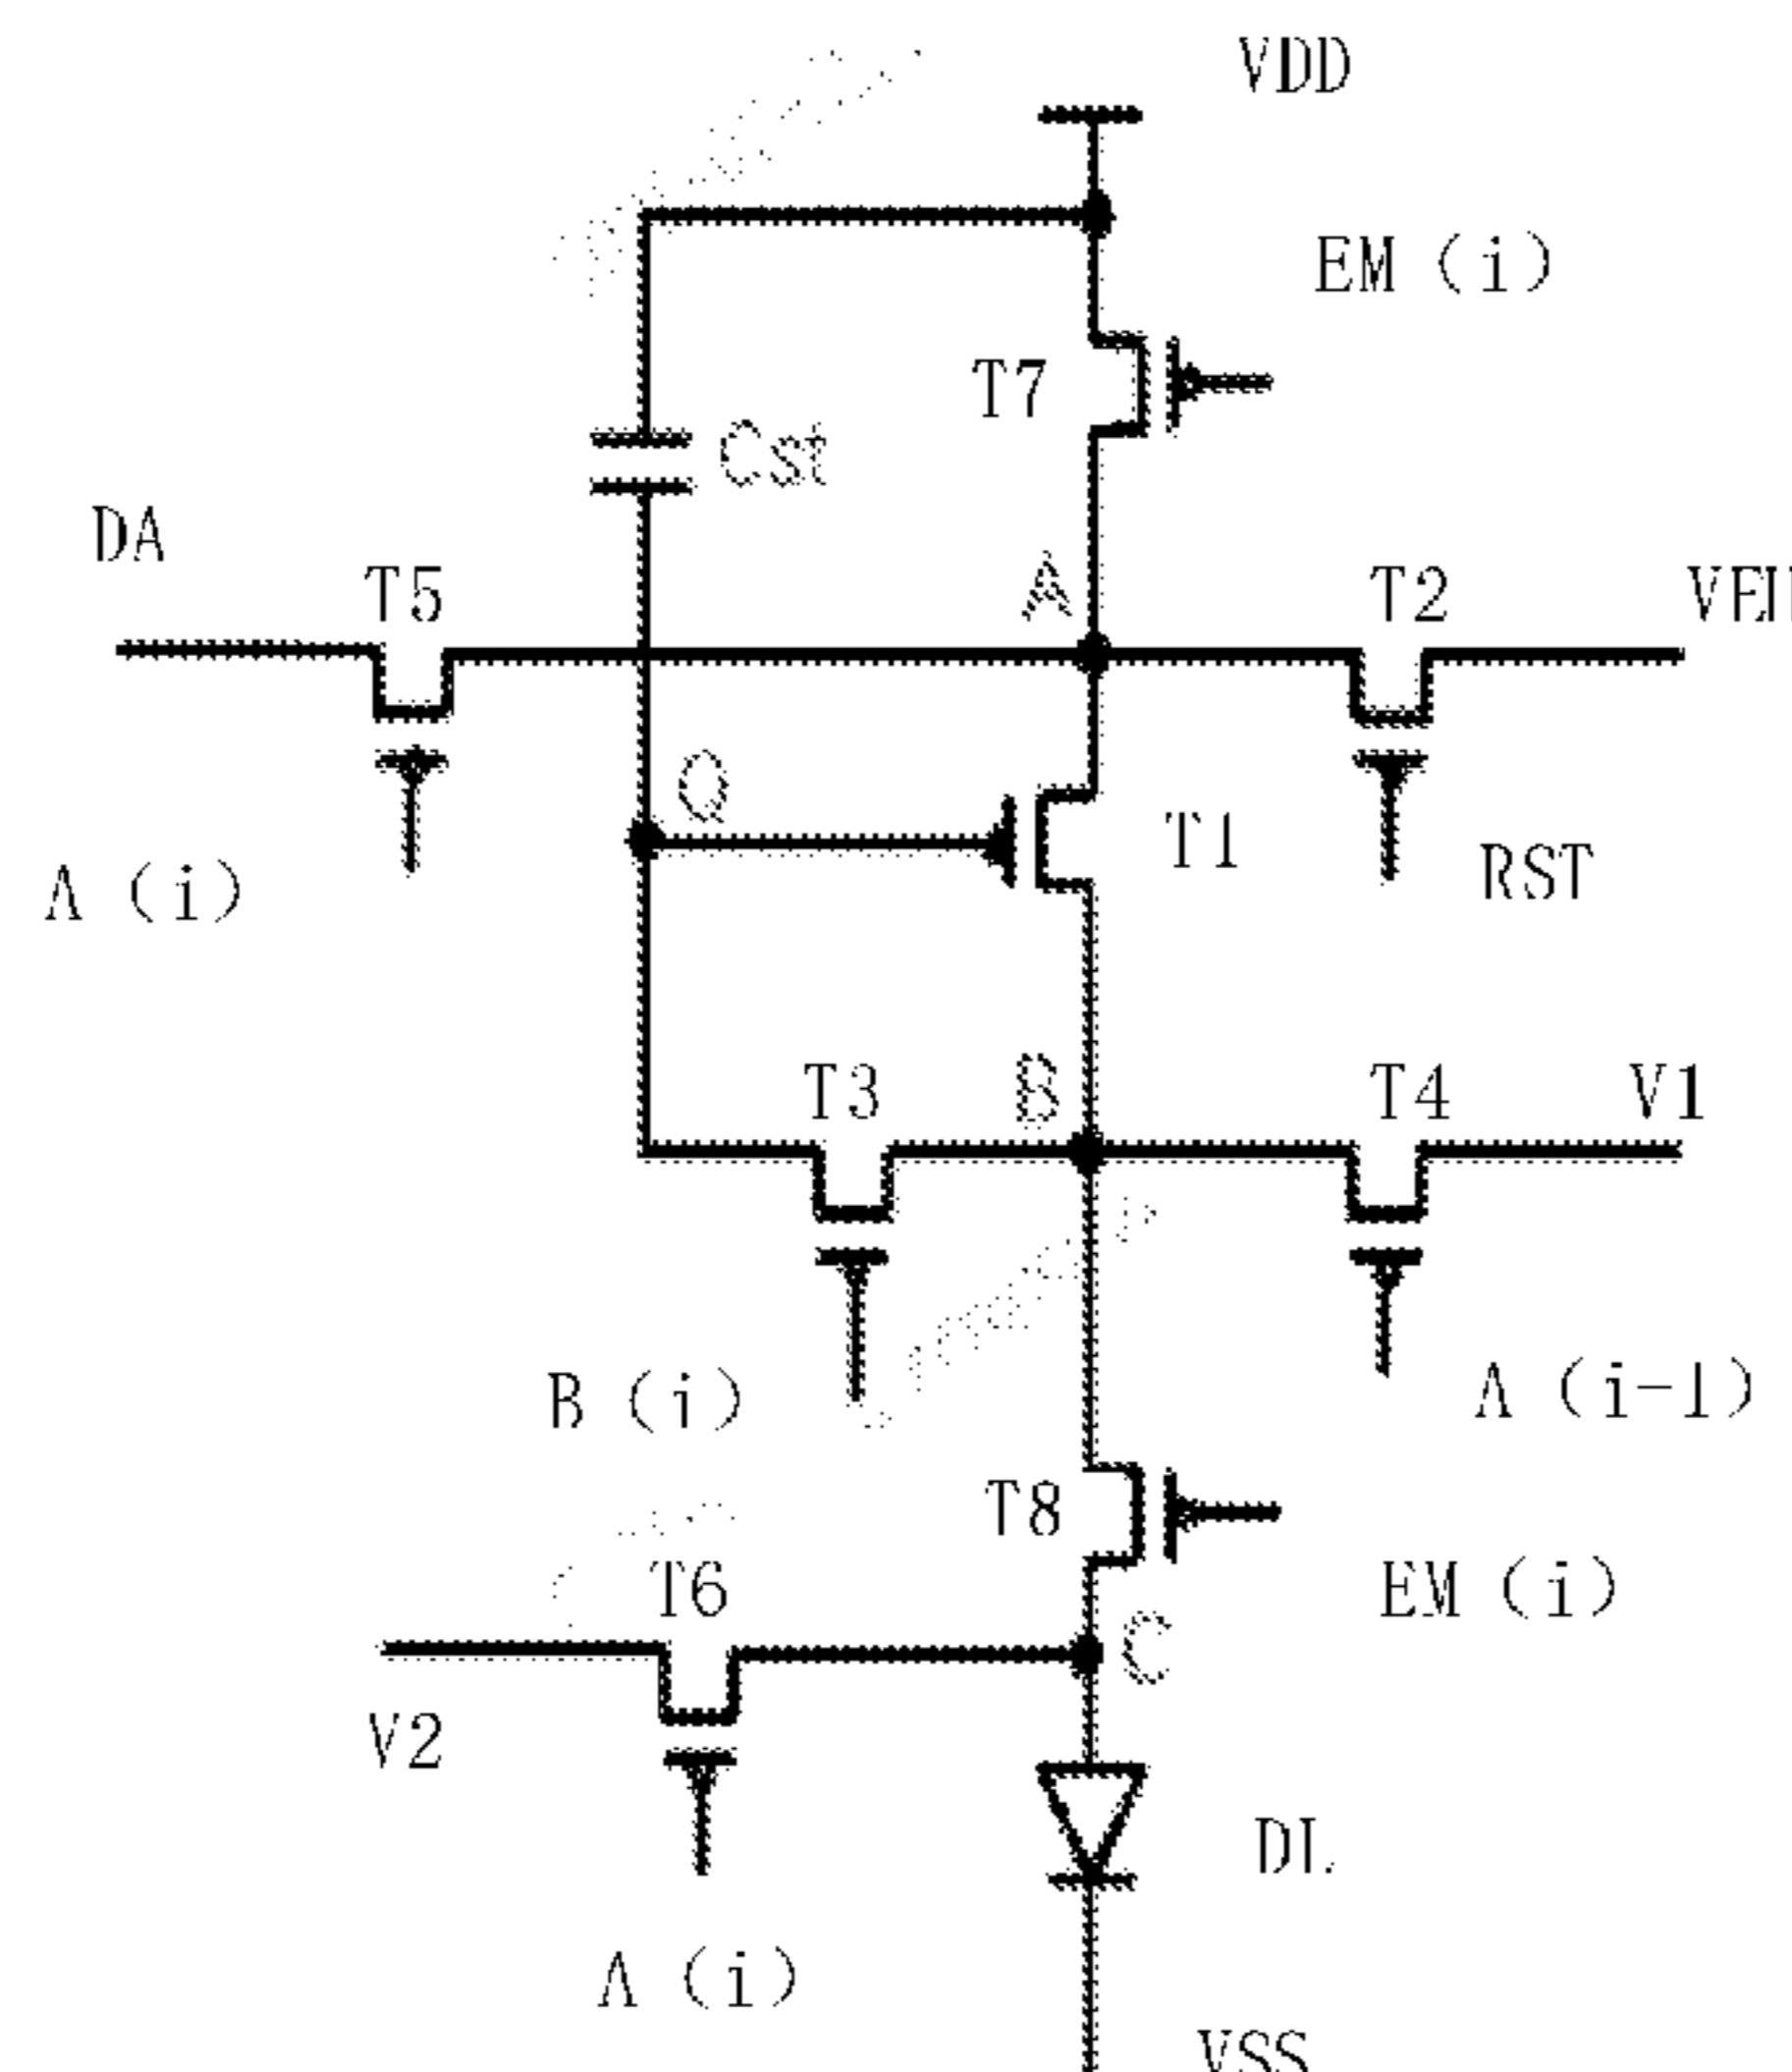 VDD
EM (i)
T7
Cst
DA
T5
A
T2
Q
T1
A (i)
RST
T3
B
T4
V1
B (i)
A (i-1)
T8
T6
EM (i)
C
V2
DL
A (i)
VSS